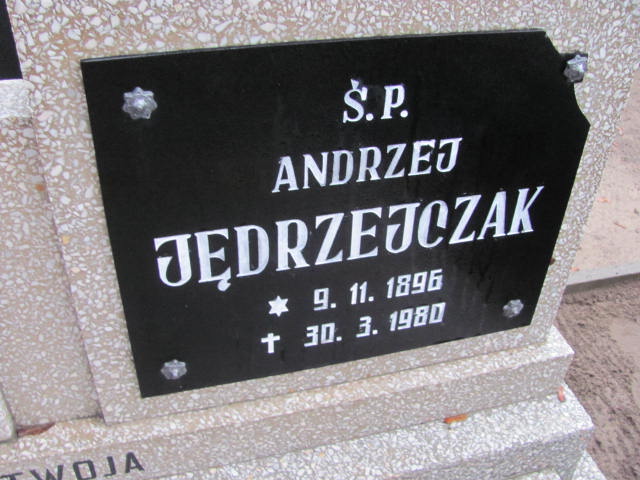 Ś.P.
ANDRZEJ
JĘDRZEJCZAK
9. 11. 1896
30. 3. 1980
TWOJA